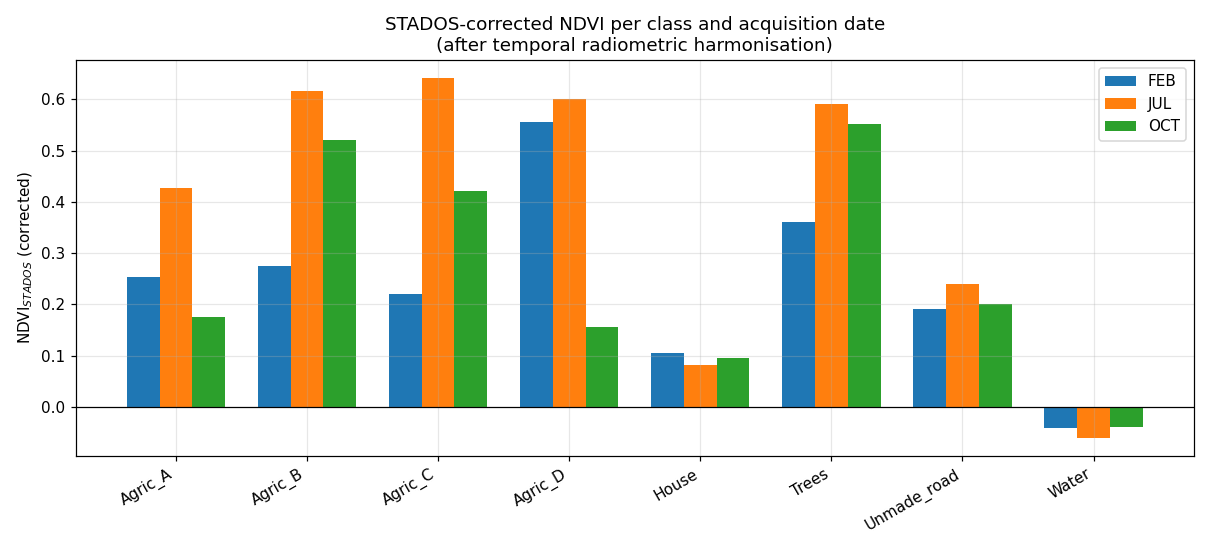 STADOS-corrected NDVI per class and acquisition date
(after temporal radiometric harmonisation)
NDVI_STADOS (corrected)
0.6
0.5
0.4
0.3
0.2
0.1
0.0
FEB
JUL
OCT
Agric_A
Agric_B
Agric_C
Agric_D
House
Trees
Unmade_road
Water